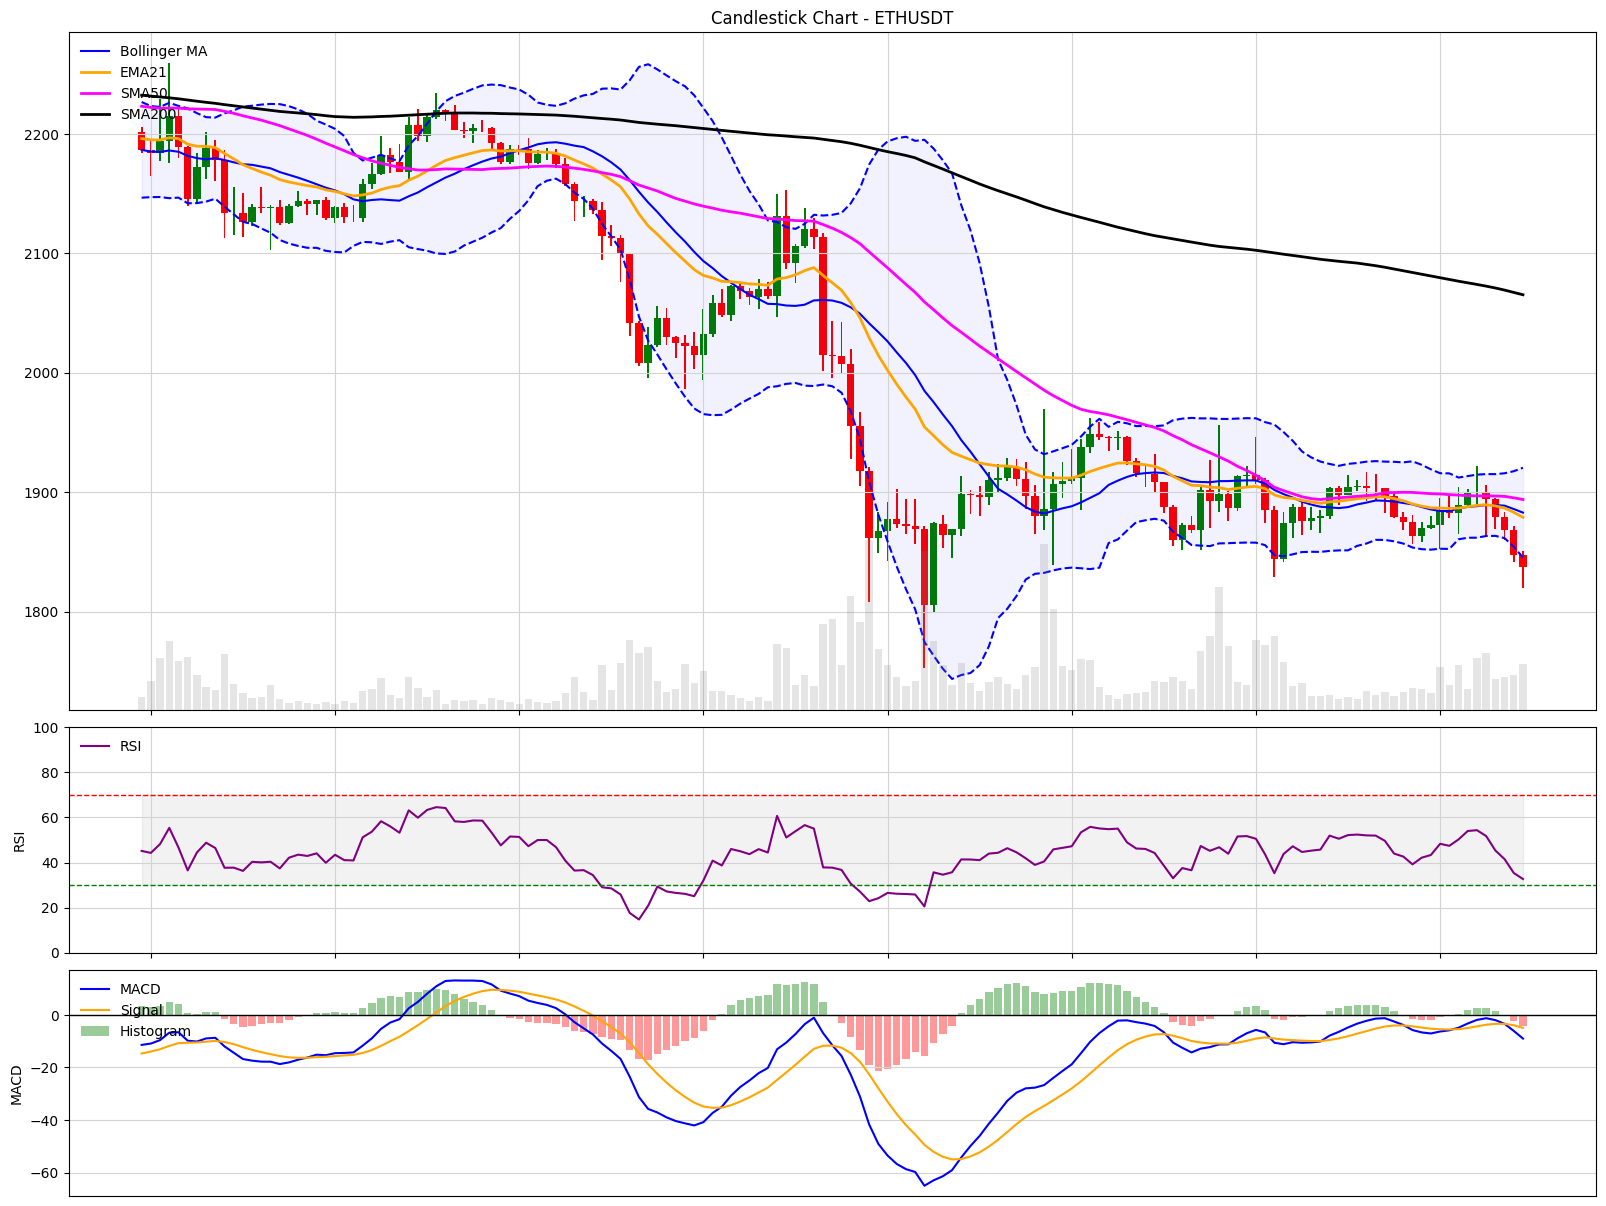 Candlestick Chart - ETHUSDT
Bollinger MA
EMA21
SMA50
SMA200
2200
2100
2000
1900
1800
100
80
60
40
20
0
RSI
RSI
MACD
Signal
Histogram
0
−20
−40
−60
MACD